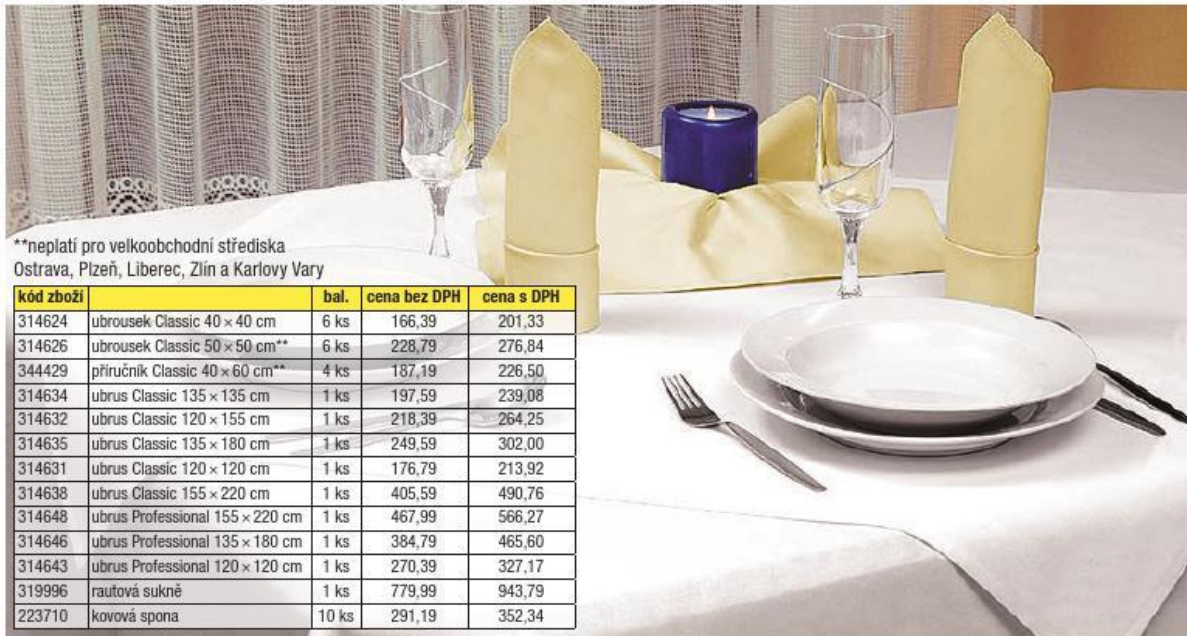 **neplatí pro velkoobchodní střediska
Ostrava, Plzeň, Liberec, Zlín a Karlovy Vary
kód zboží bal. cena bez DPH cena s DPH
314624 ubrousek Classic 40 × 40 cm 6 ks 166,39 201,33
314626 ubrousek Classic 50 × 50 cm** 6 ks 228,79 276,84
344429 příručník Classic 40 × 60 cm** 4 ks 187,19 226,50
314634 ubrus Classic 135 × 135 cm 1 ks 197,59 239,08
314632 ubrus Classic 120 × 155 cm 1 ks 218,39 264,25
314635 ubrus Classic 135 × 180 cm 1 ks 249,59 302,00
314631 ubrus Classic 120 × 120 cm 1 ks 176,79 213,92
314638 ubrus Classic 155 × 220 cm 1 ks 405,59 490,76
314648 ubrus Professional 155 × 220 cm 1 ks 467,99 566,27
314646 ubrus Professional 135 × 180 cm 1 ks 384,79 465,60
314643 ubrus Professional 120 × 120 cm 1 ks 270,39 327,17
319996 rautová sukně 1 ks 779,99 943,79
223710 kovová spona 10 ks 291,19 352,34